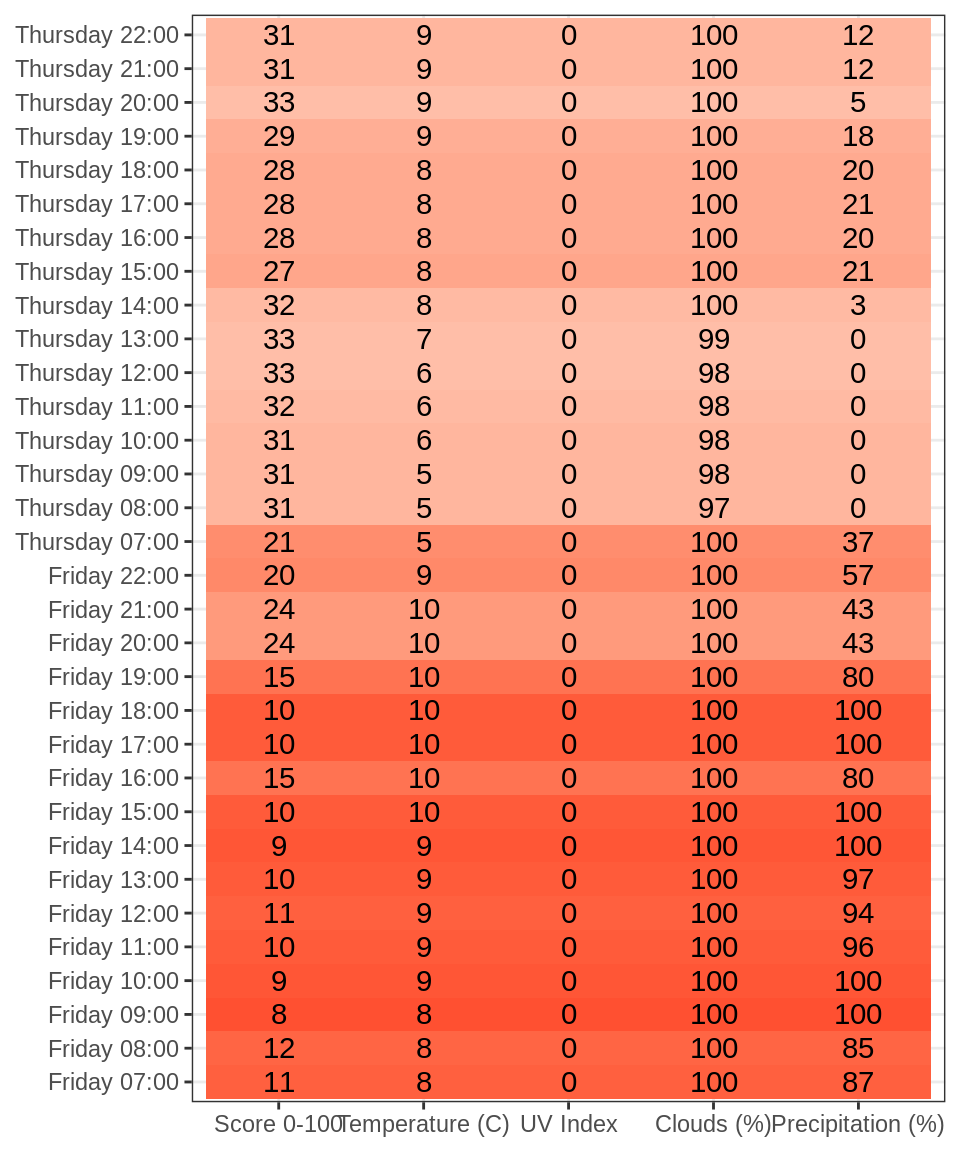 Thursday 22:00 31 9 0 100 12
Thursday 21:00 31 9 0 100 12
Thursday 20:00 33 9 0 100 5
Thursday 19:00 29 9 0 100 18
Thursday 18:00 28 8 0 100 20
Thursday 17:00 28 8 0 100 21
Thursday 16:00 28 8 0 100 20
Thursday 15:00 27 8 0 100 21
Thursday 14:00 32 8 0 100 3
Thursday 13:00 33 7 0 99 0
Thursday 12:00 33 6 0 98 0
Thursday 11:00 32 6 0 98 0
Thursday 10:00 31 6 0 98 0
Thursday 09:00 31 5 0 98 0
Thursday 08:00 31 5 0 97 0
Thursday 07:00 21 5 0 100 37
Friday 22:00 20 9 0 100 57
Friday 21:00 24 10 0 100 43
Friday 20:00 24 10 0 100 43
Friday 19:00 15 10 0 100 80
Friday 18:00 10 10 0 100 100
Friday 17:00 10 10 0 100 100
Friday 16:00 15 10 0 100 80
Friday 15:00 10 10 0 100 100
Friday 14:00 9 9 0 100 100
Friday 13:00 10 9 0 100 97
Friday 12:00 11 9 0 100 94
Friday 11:00 10 9 0 100 96
Friday 10:00 9 9 0 100 100
Friday 09:00 8 8 0 100 100
Friday 08:00 12 8 0 100 85
Friday 07:00 11 8 0 100 87
Score 0-100 Temperature (C) UV Index Clouds (%) Precipitation (%)